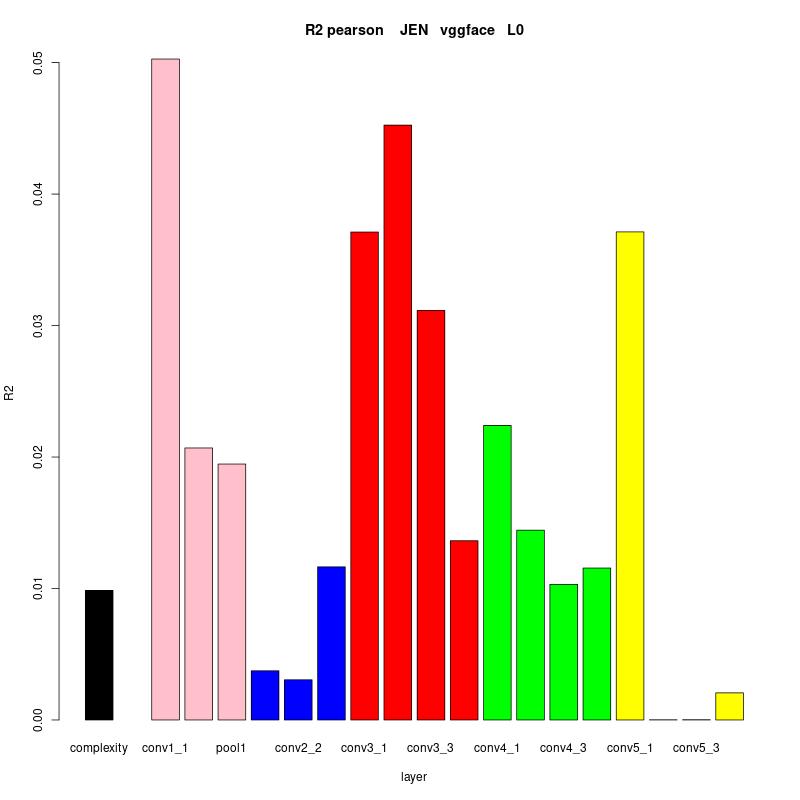 R2 pearson JEN vggface L0
0.05
0.04
0.03
0.02
0.01
0.00
R2
complexity conv1_1 pool1 conv2_2 conv3_1 conv3_3 conv4_1 conv4_3 conv5_1 conv5_3
layer